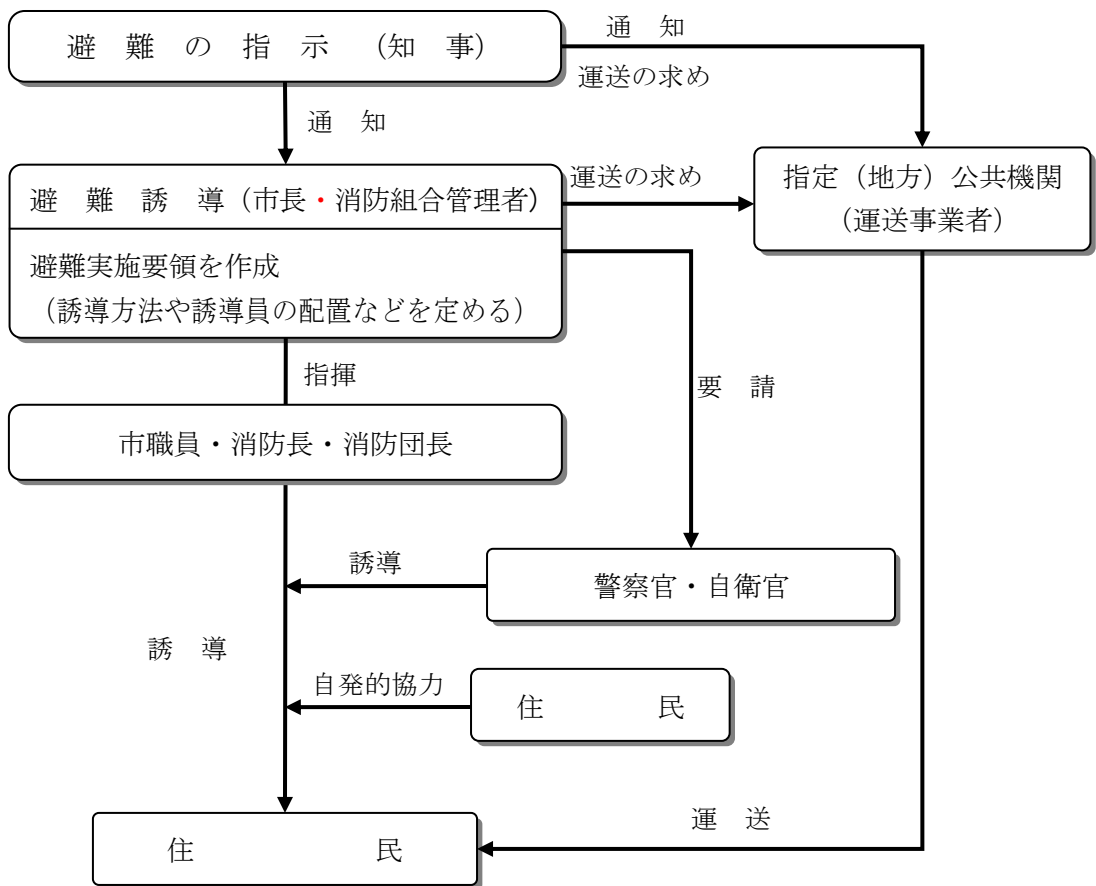 避 難 の 指 示 （知 事）
通 知
運送の求め
通 知
避 難 誘 導（市長・消防組合管理者）
運送の求め
指定（地方）公共機関
（運送事業者）
避難実施要領を作成
（誘導方法や誘導員の配置などを定める）
指揮
要 請
市職員・消防長・消防団長
誘導
警察官・自衛官
誘 導
自発的協力
住 民
運 送
住 民